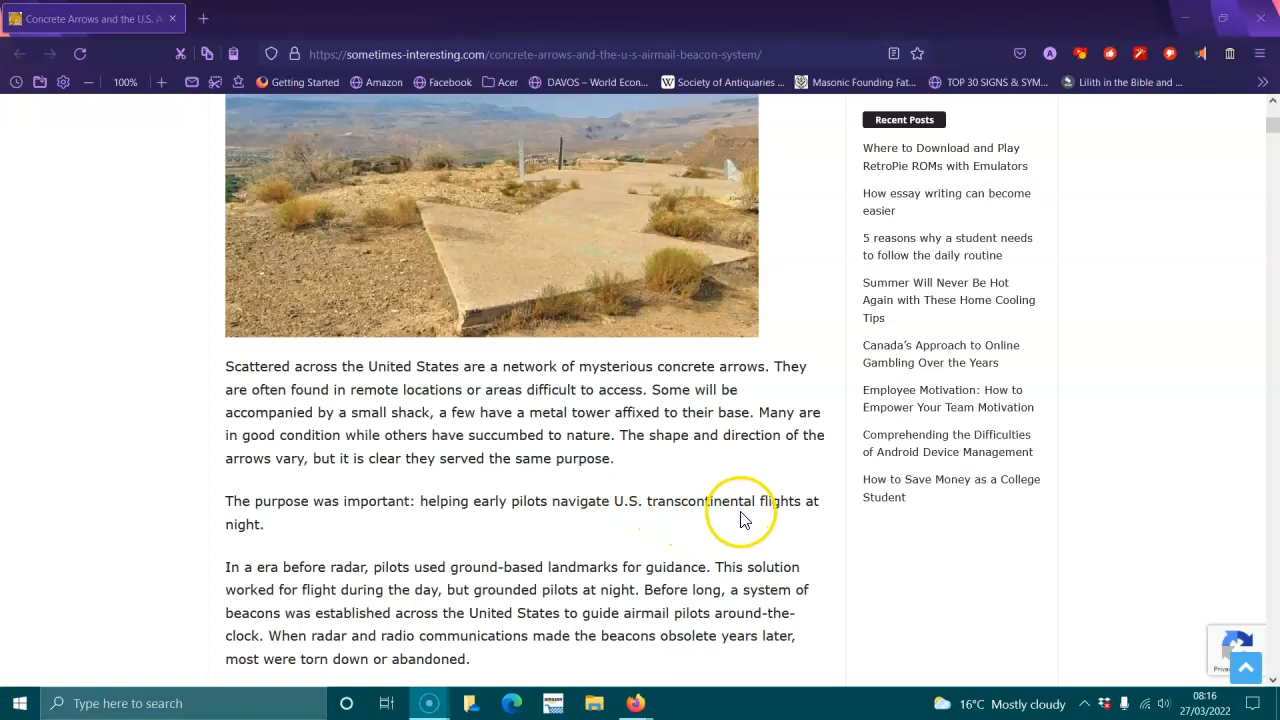 Concrete Arrows and the U.S. A
https://sometimes-interesting.com/concrete-arrows-and-the-u-s-airmail-beacon-system/
100%
Getting Started
Amazon
Facebook
Acer
DAVOS – World Econ...
Society of Antiquaries ...
Masonic Founding Fat...
TOP 30 SIGNS & SYM...
Lilith in the Bible and ...
Scattered across the United States are a network of mysterious concrete arrows. They
are often found in remote locations or areas difficult to access. Some will be
accompanied by a small shack, a few have a metal tower affixed to their base. Many are
in good condition while others have succumbed to nature. The shape and direction of the
arrows vary, but it is clear they served the same purpose.
The purpose was important: helping early pilots navigate U.S. transcontinental flights at
night.
In a era before radar, pilots used ground-based landmarks for guidance. This solution
worked for flight during the day, but grounded pilots at night. Before long, a system of
beacons was established across the United States to guide airmail pilots around-the-
clock. When radar and radio communications made the beacons obsolete years later,
most were torn down or abandoned.
Recent Posts
Where to Download and Play
RetroPie ROMs with Emulators
How essay writing can become
easier
5 reasons why a student needs
to follow the daily routine
Summer Will Never Be Hot
Again with These Home Cooling
Tips
Canada's Approach to Online
Gambling Over the Years
Employee Motivation: How to
Empower Your Team Motivation
Comprehending the Difficulties
of Android Device Management
How to Save Money as a College
Student
Type here to search
amazon
16°C Mostly cloudy
08:16
27/03/2022